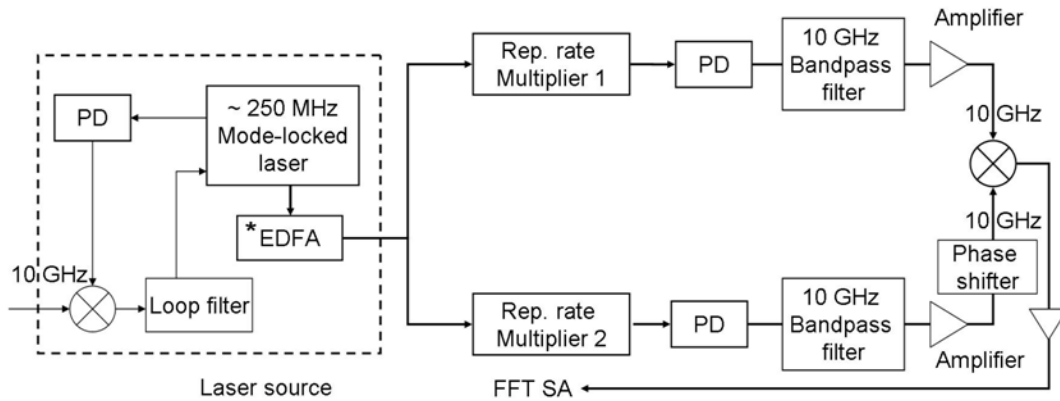 PD
~ 250 MHz
Mode-locked
laser
*EDFA
10 GHz
Loop filter
Laser source
Rep. rate
Multiplier 1
PD
10 GHz
Bandpass
filter
Amplifier
10 GHz
10 GHz
Phase
shifter
Rep. rate
Multiplier 2
PD
10 GHz
Bandpass
filter
Amplifier
FFT SA